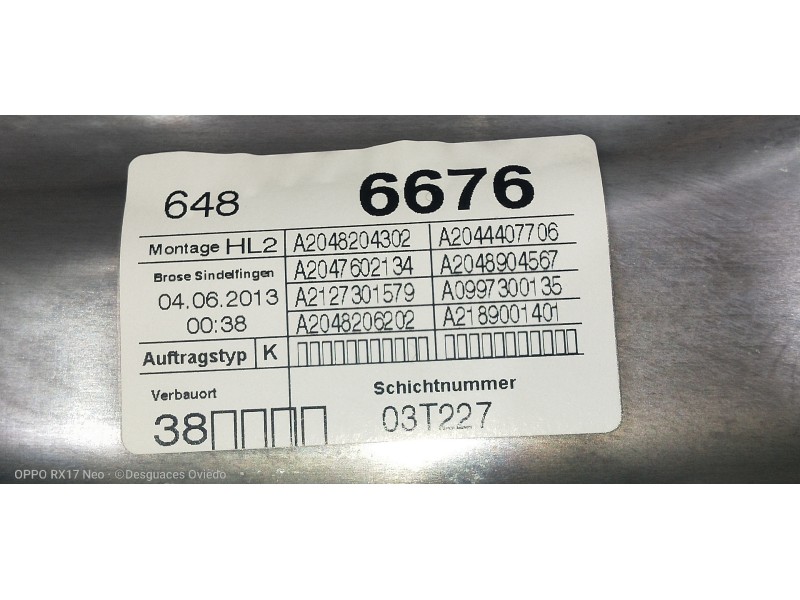 648 6676
Montage HL2 A2048204302 A2044407706
Brose Sindelfingen A2047602134 A2048904567
04.06.2013 A2127301579 A0997300135
00:38 A2048206202 A2189001401
Auftragstyp K
Verbauort Schichtnummer
38 03T227
OPPO RX17 Neo · ©Desguaces Oviedo